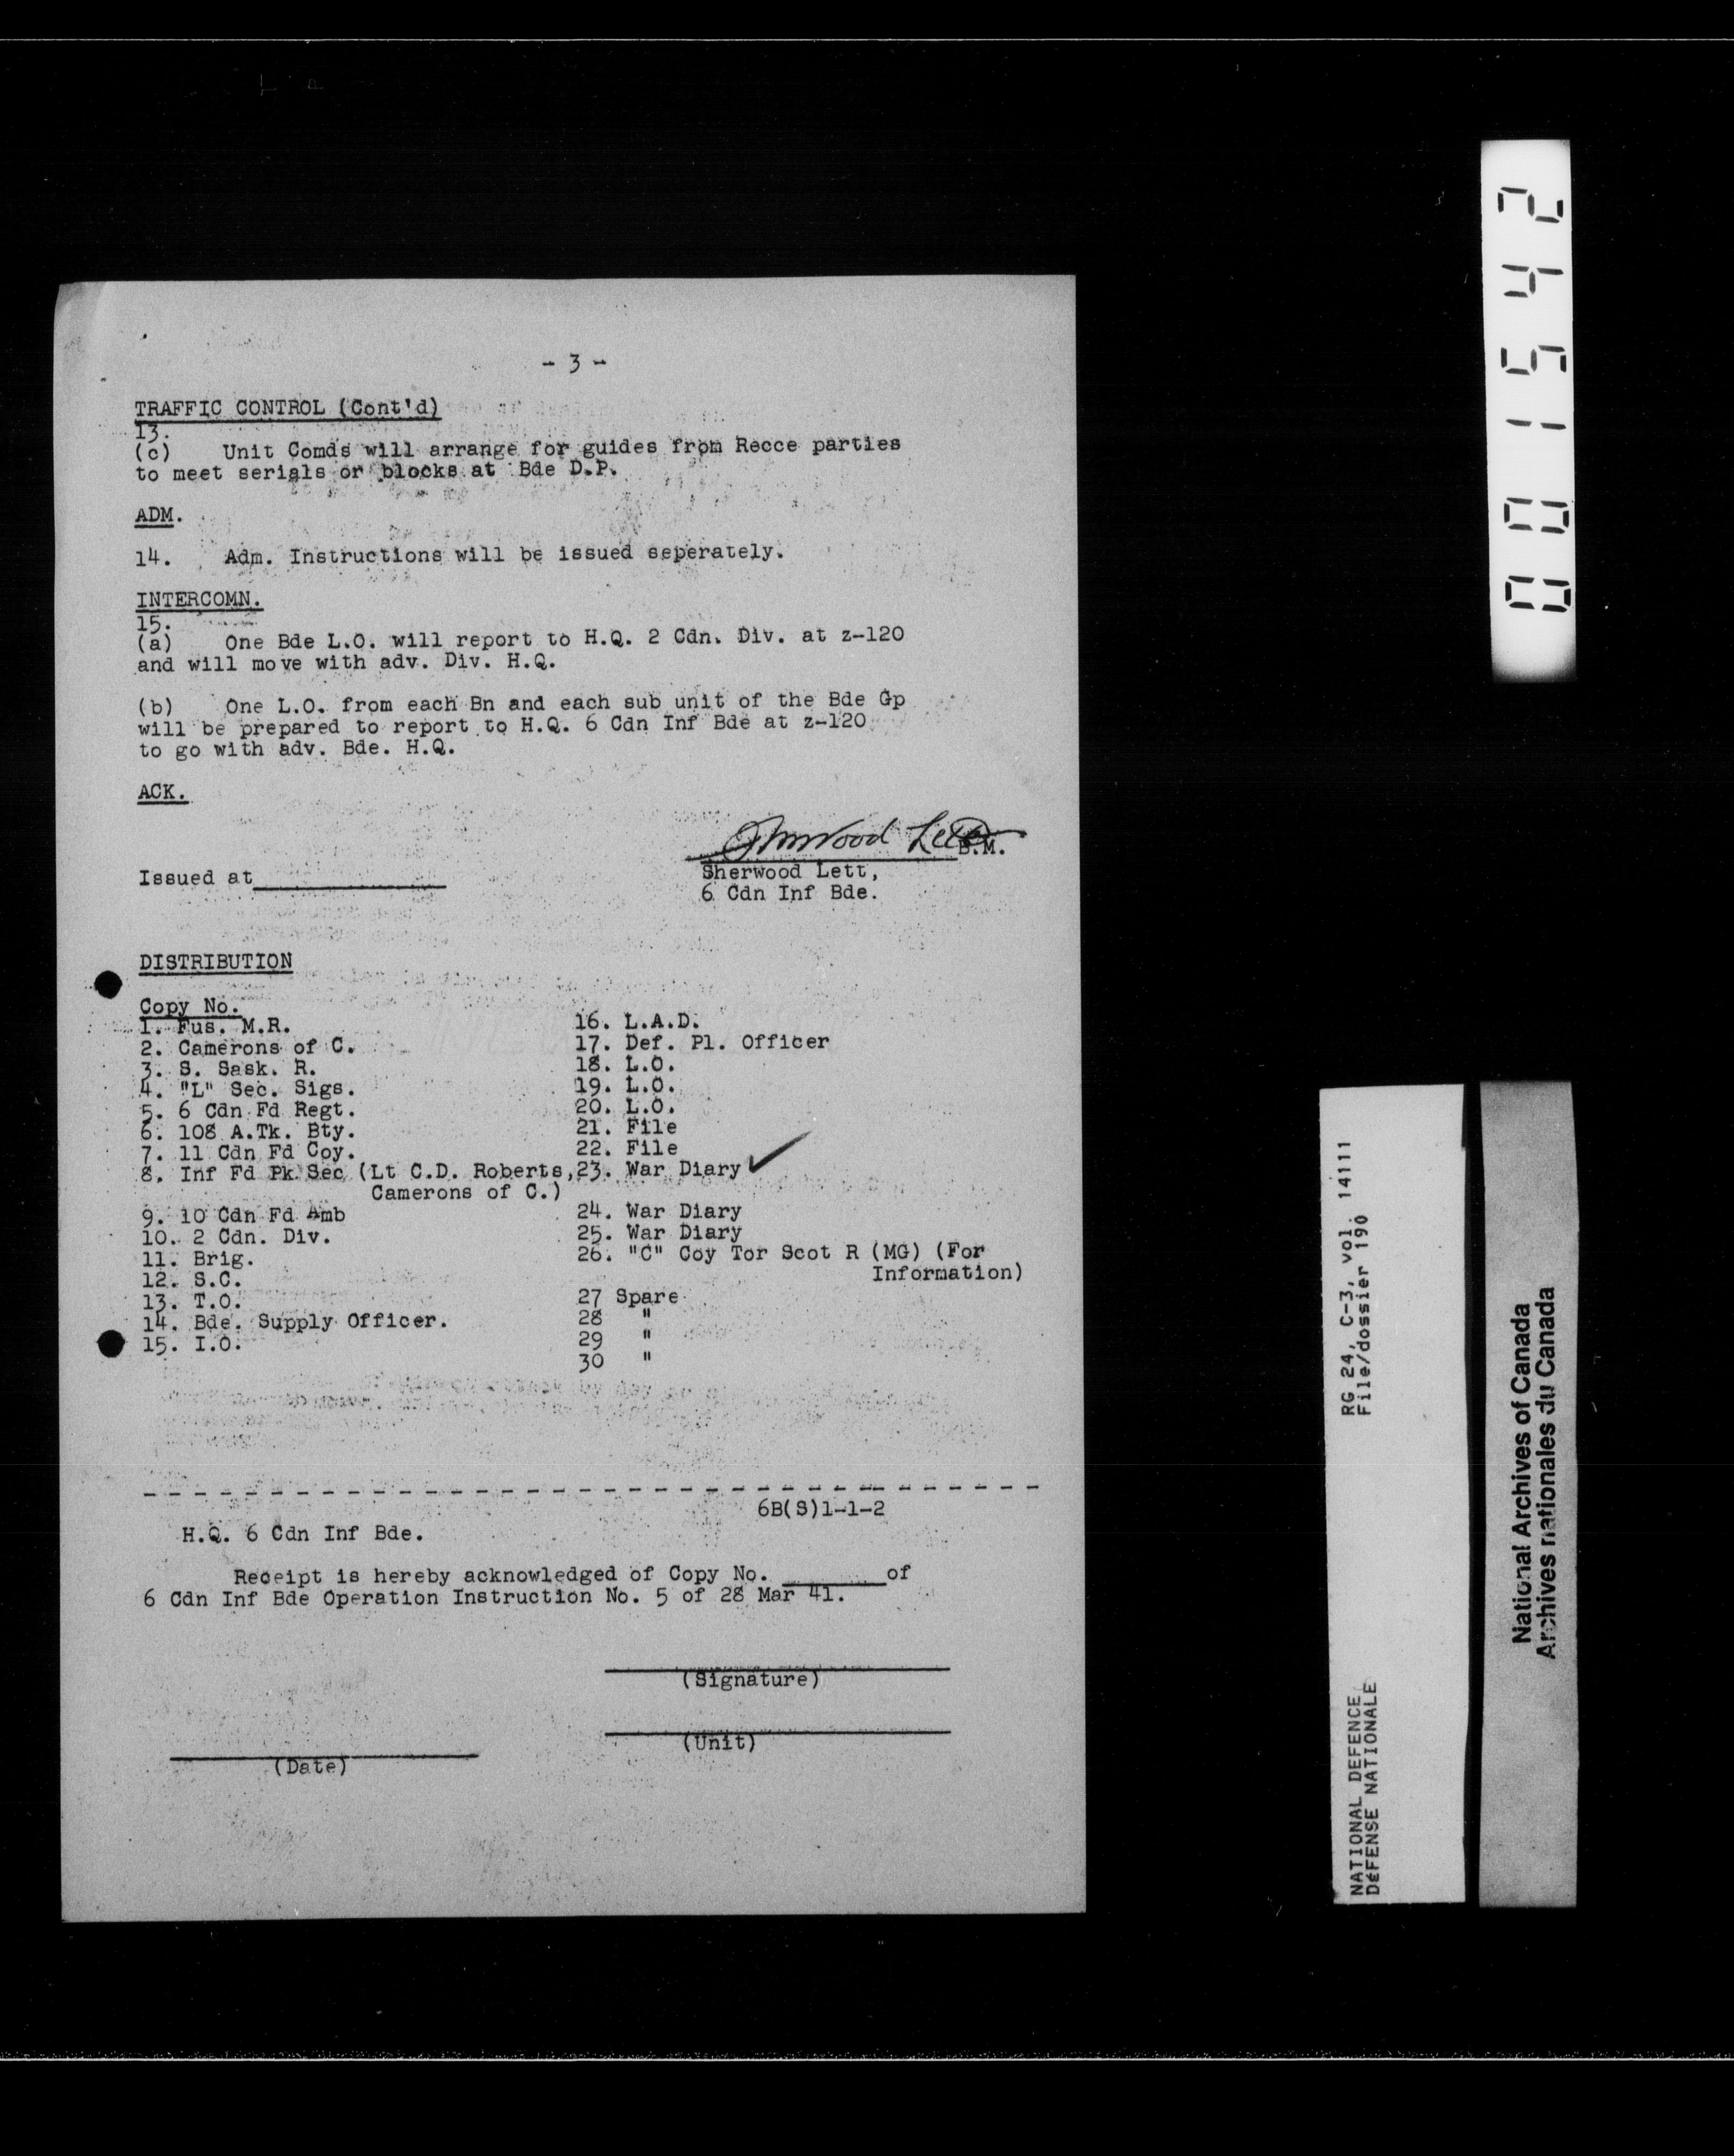 - 3 -
TRAFFIC CONTROL (Cont'd)
13.
(c) Unit Comds will arrange for guides from Recce parties
to meet serials or blocks at Bde D.P.
ADM.
14. Adm. Instructions will be issued seperately.
INTERCOMN.
15.
(a) One Bde L.O. will report to H.Q. 2 Cdn. Div. at z-120
and will move with adv. Div. H.Q.
(b) One L.O. from each Bn and each sub unit of the Bde Gp
will be prepared to report to H.Q. 6 Cdn Inf Bde at z-120
to go with adv. Bde. H.Q.
ACK.
Sherwood Lett
B.M.
Issued at
Sherwood Lett,
6 Cdn Inf Bde.
DISTRIBUTION
Copy No.
1. Fus. M.R.
2. Camerons of C.
3. S. Sask. R.
4. "L" Sec. Sigs.
5. 6 Cdn Fd Regt.
6. 108 A.Tk. Bty.
7. 11 Cdn Fd Coy.
8. Inf Fd Pk Sec (Lt C.D. Roberts,
Camerons of C.)
9. 10 Cdn Fd Amb
10. 2 Cdn. Div.
11. Brig.
12. S.C.
13. T.O.
14. Bde. Supply Officer.
15. I.O.
16. L.A.D.
17. Def. Pl. Officer
18. L.O.
19. L.O.
20. L.O.
21. File
22. File
23. War Diary
24. War Diary
25. War Diary
26. "C" Coy Tor Scot R (MG) (For
Information)
27 Spare
28 "
29 "
30 "
6B(S)1-1-2
H.Q. 6 Cdn Inf Bde.
Receipt is hereby acknowledged of Copy No. of
6 Cdn Inf Bde Operation Instruction No. 5 of 28 Mar 41.
(Signature)
(Unit)
(Date)
001542
RG 24, C-3, vol. 14111
File/dossier 190
NATIONAL DEFENCE
DéFENSE NATIONALE
National Archives of Canada
Archives nationales du Canada